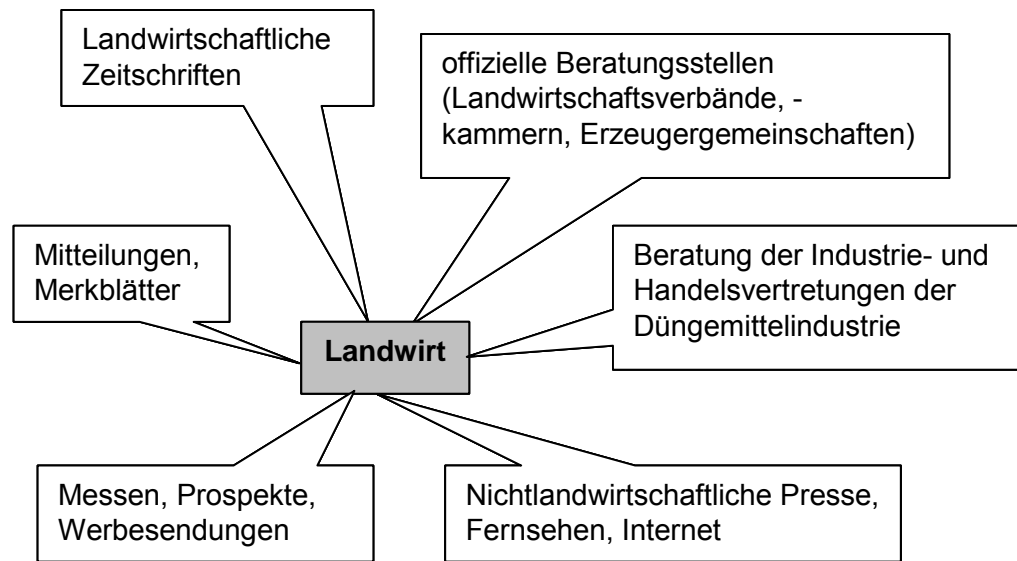 Landwirtschaftliche
Zeitschriften
offizielle Beratungsstellen
(Landwirtschaftsverbände, -
kammern, Erzeugergemeinschaften)
Mitteilungen,
Merkblätter
Beratung der Industrie- und
Handelsvertretungen der
Düngemittelindustrie
Landwirt
Messen, Prospekte,
Werbesendungen
Nichtlandwirtschaftliche Presse,
Fernsehen, Internet